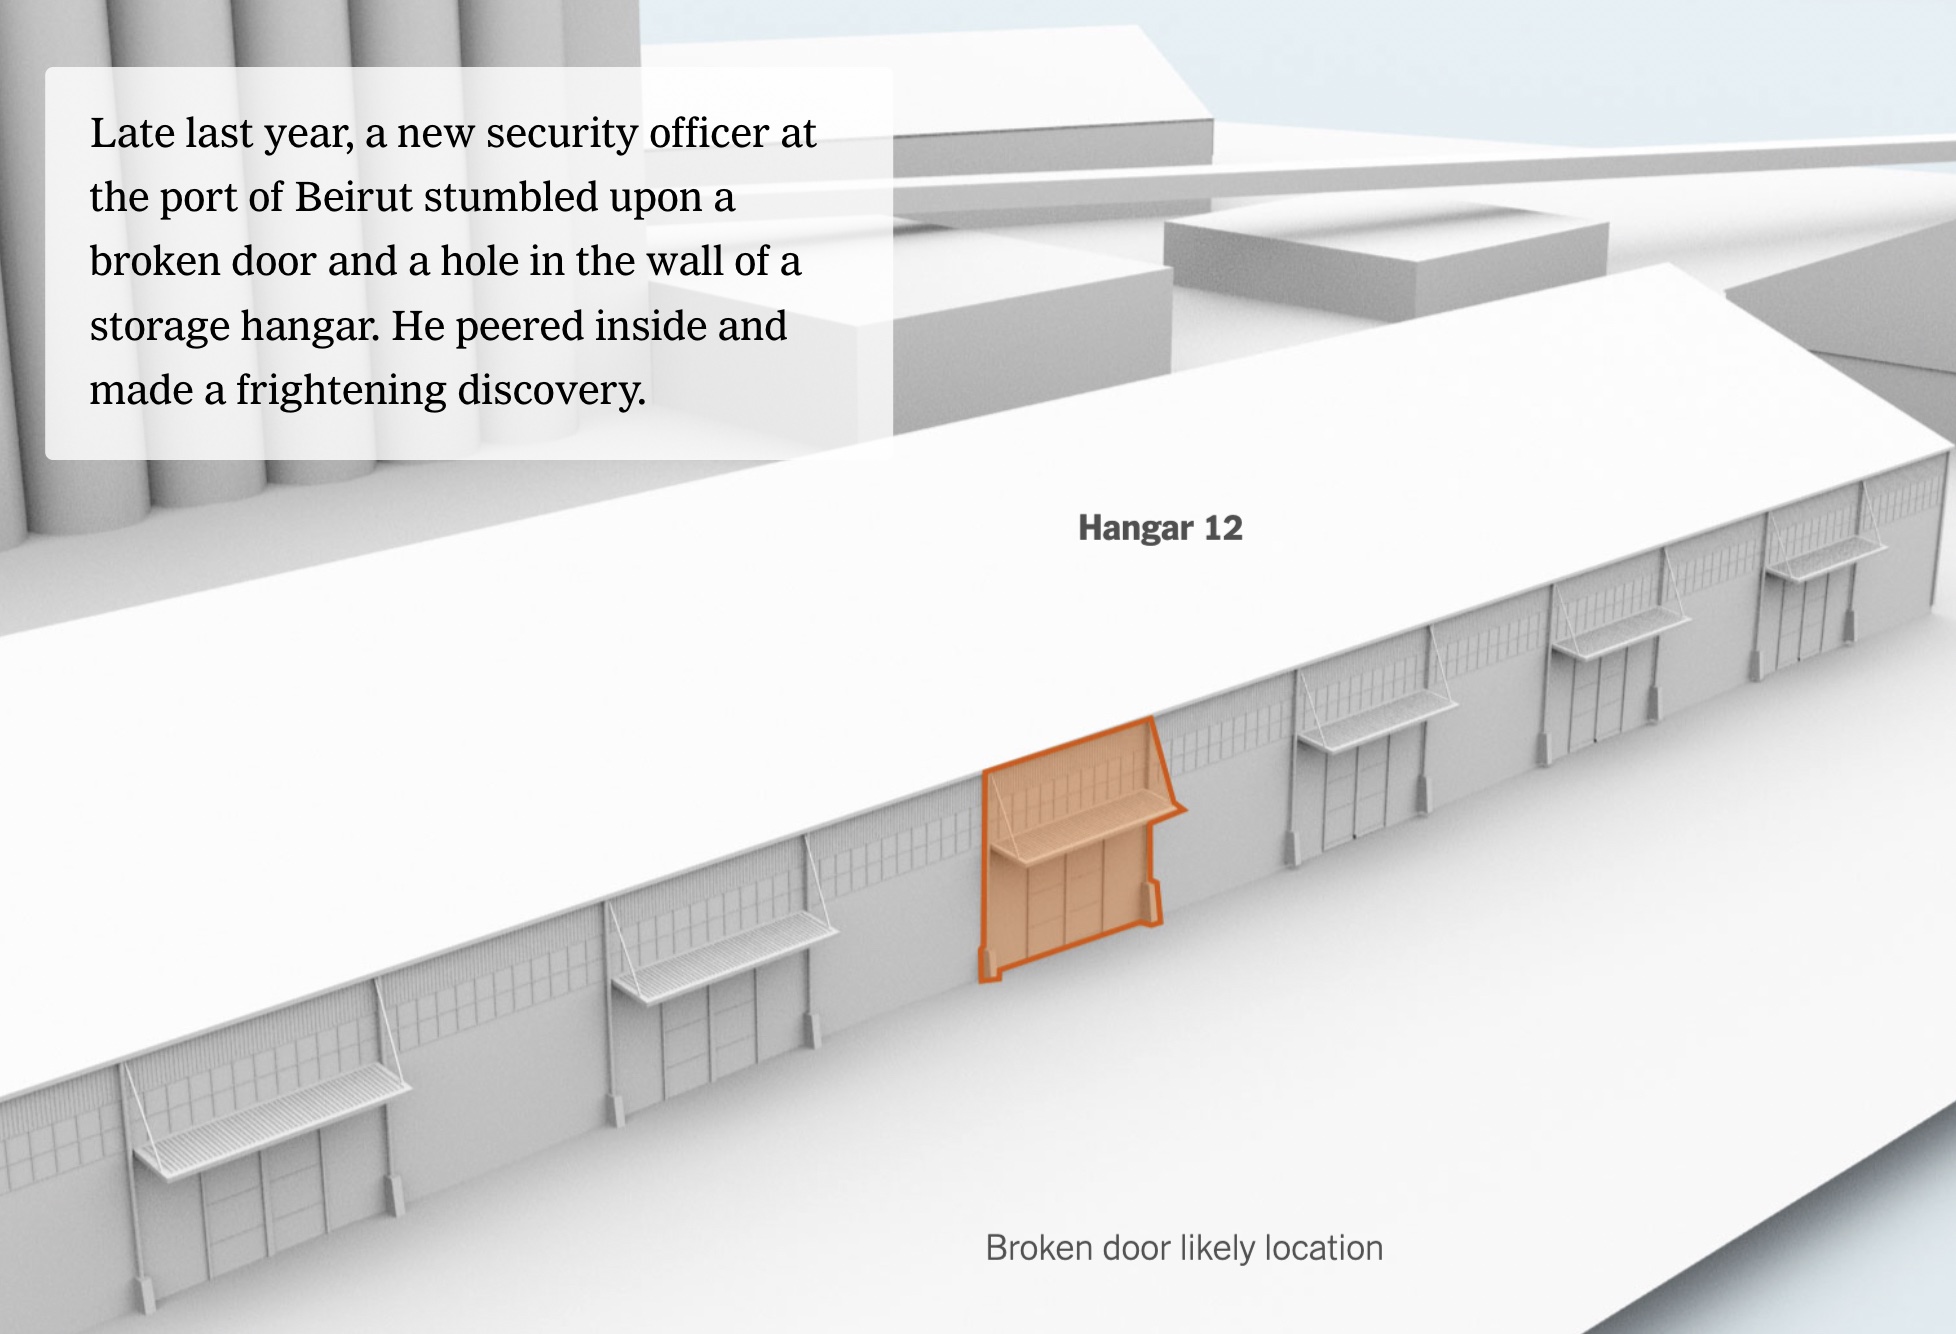 Late last year, a new security officer at
the port of Beirut stumbled upon a
broken door and a hole in the wall of a
storage hangar. He peered inside and
made a frightening discovery.
Hangar 12
Broken door likely location